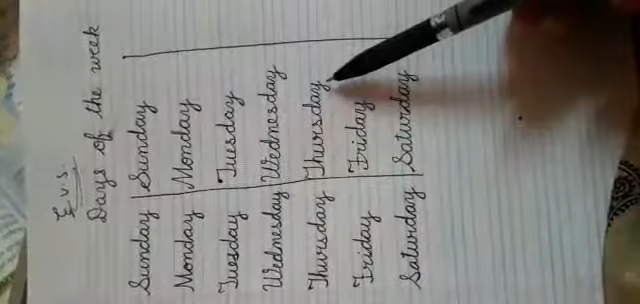 E.V.S.
Days of the week
Sunday Sunday
Monday Monday
Tuesday Tuesday
Wednesday Wednesday
Thursday Thursday
Friday Friday
Saturday Saturday